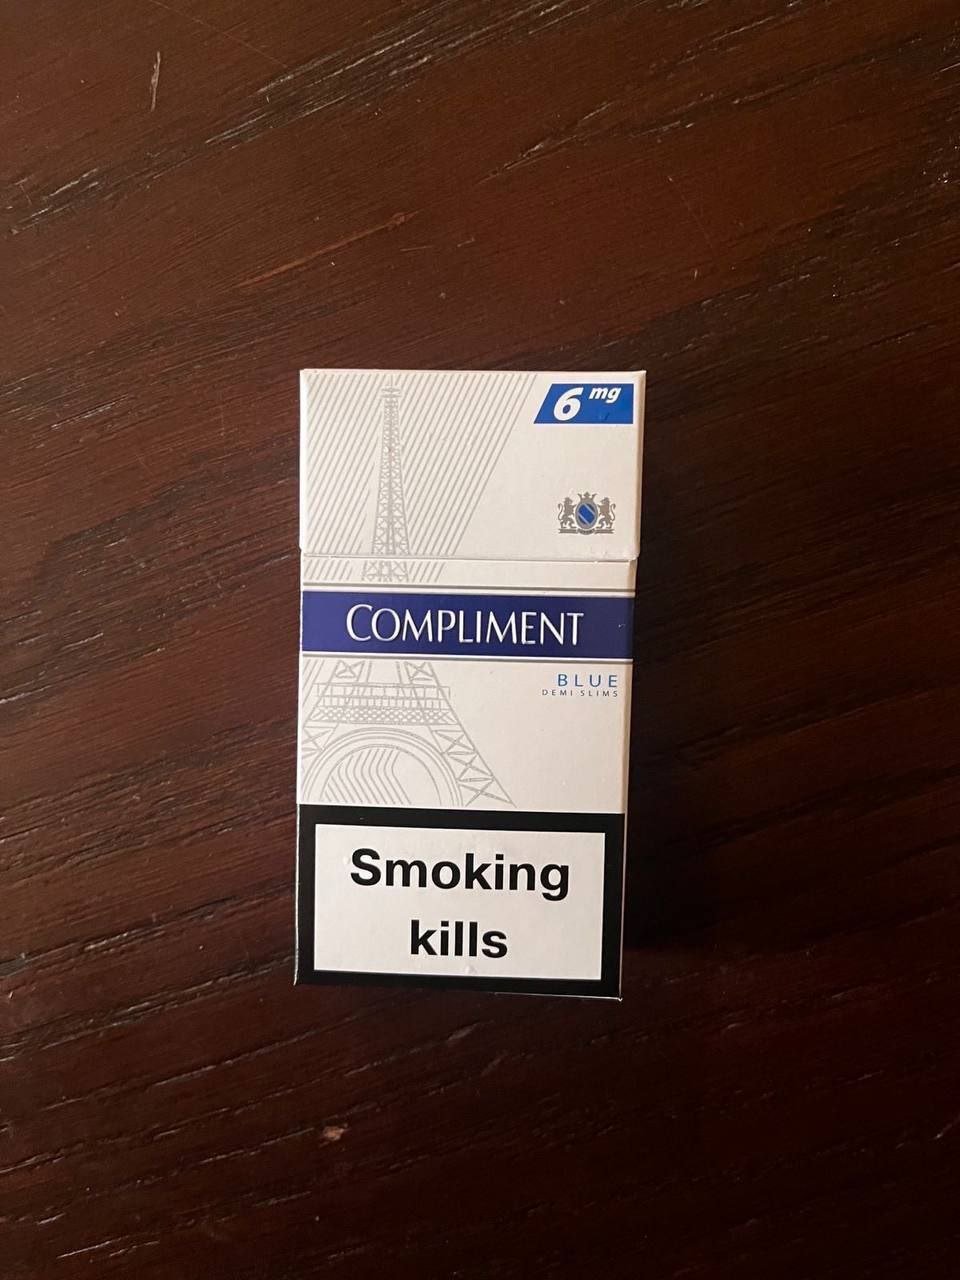 6 mg
COMPLIMENT
BLUE
DEMI SLIMS
Smoking
kills